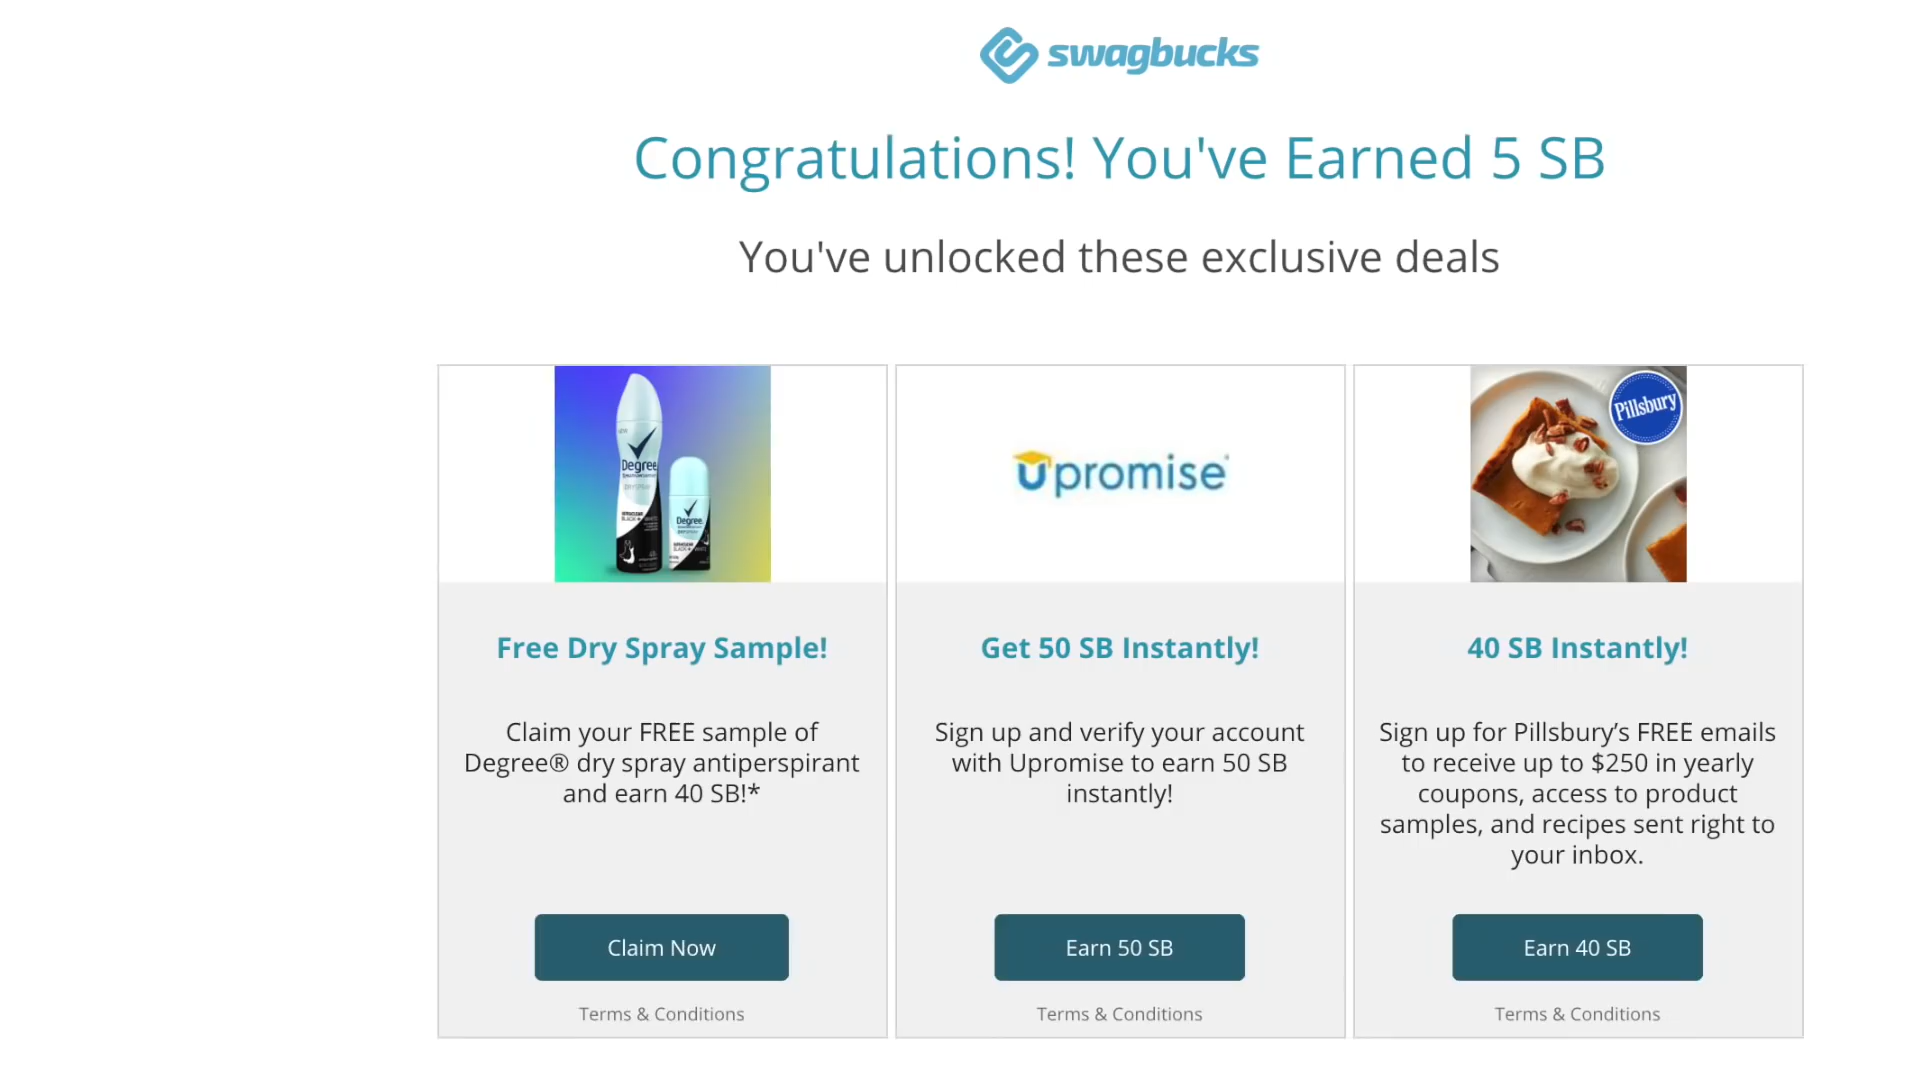 swagbucks
Congratulations! You've Earned 5 SB
You've unlocked these exclusive deals
Degree
Degree
upromise
Pillsbury
Free Dry Spray Sample!
Claim your FREE sample of
Degree® dry spray antiperspirant
and earn 40 SB!*
Claim Now
Terms & Conditions
Get 50 SB Instantly!
Sign up and verify your account
with Upromise to earn 50 SB
instantly!
Earn 50 SB
Terms & Conditions
40 SB Instantly!
Sign up for Pillsbury’s FREE emails
to receive up to $250 in yearly
coupons, access to product
samples, and recipes sent right to
your inbox.
Earn 40 SB
Terms & Conditions